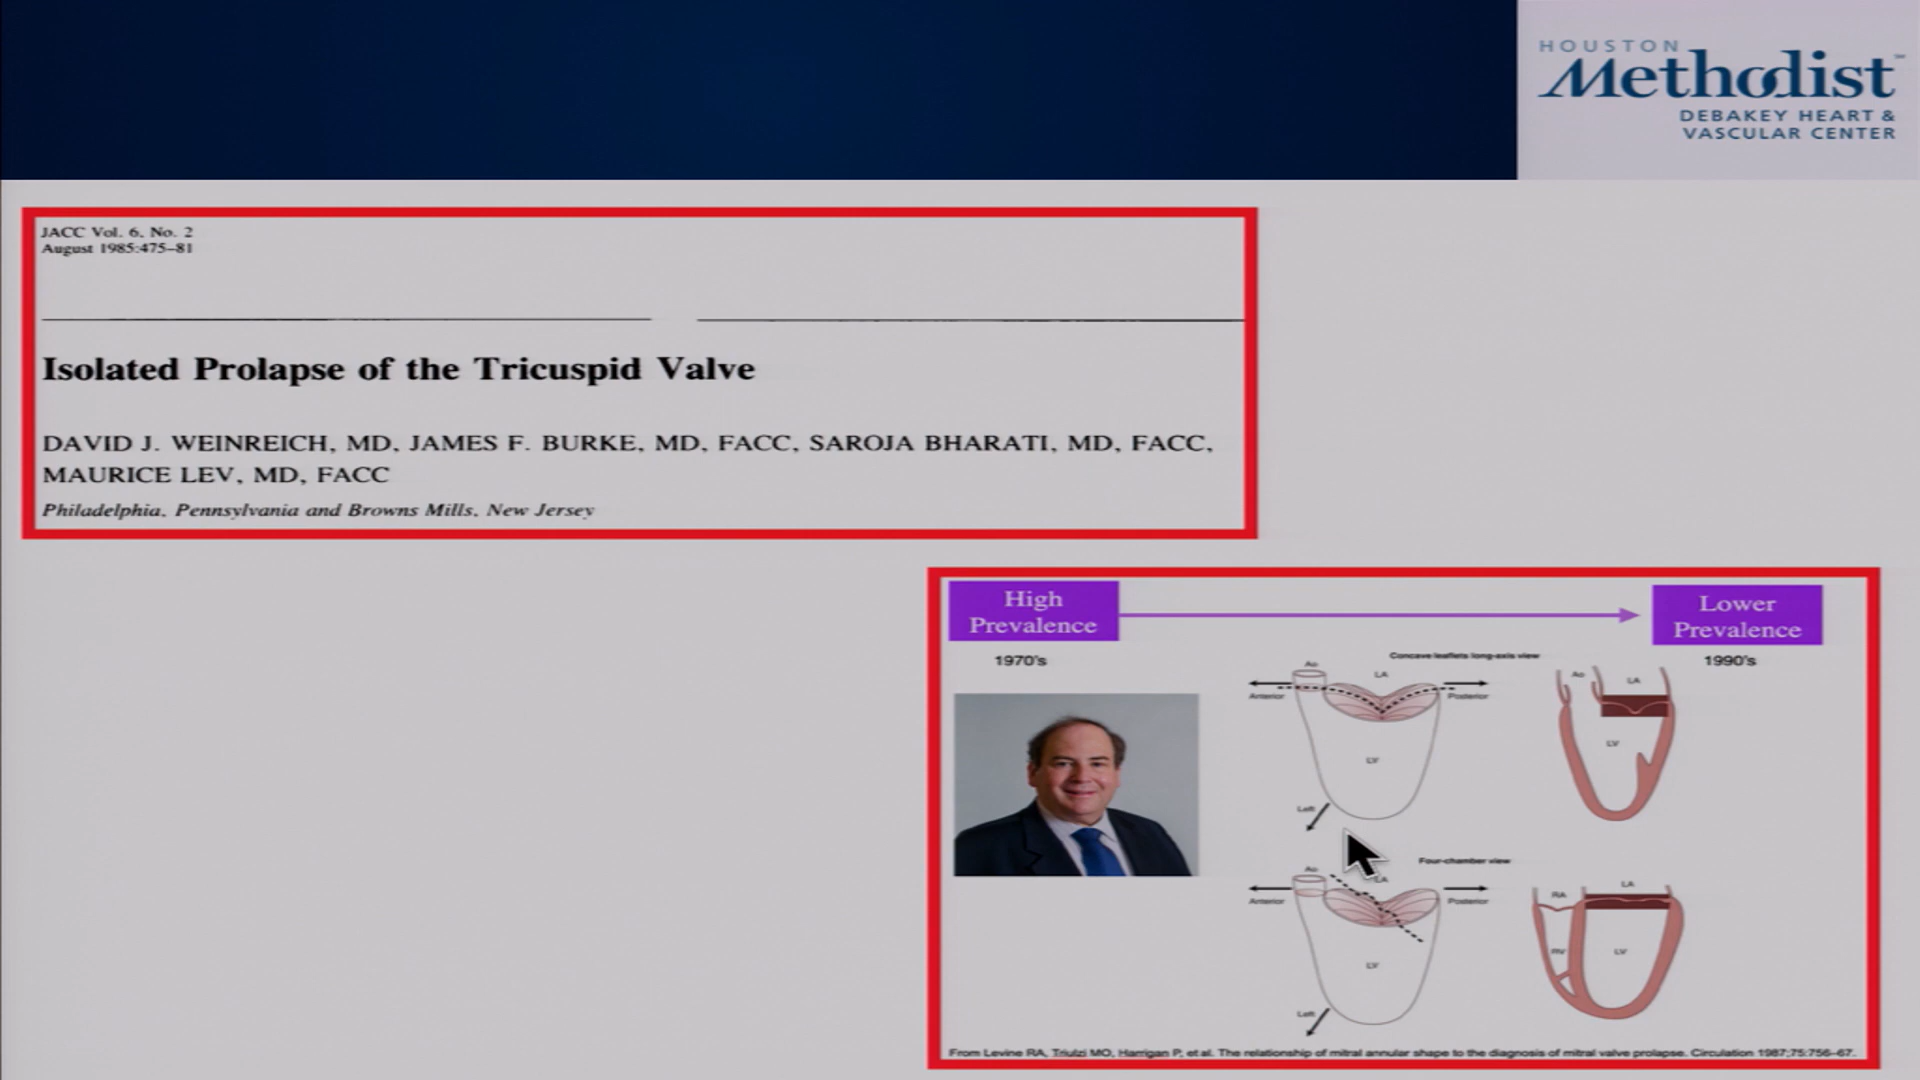 HOUSTON
Methodist
DEBAKEY HEART &
VASCULAR CENTER
JACC Vol. 6, No. 2
August 1985:475–81
Isolated Prolapse of the Tricuspid Valve
DAVID J. WEINREICH, MD, JAMES F. BURKE, MD, FACC, SAROJA BHARATI, MD, FACC,
MAURICE LEV, MD, FACC
Philadelphia, Pennsylvania and Browns Mills, New Jersey
High
Prevalence
Lower
Prevalence
1970's
1990's
Concave leaflets long-axis view
Ao
LA
Anterior
Posterior
LV
Left
Ao
LA
LV
Four-chamber view
Ao
LA
Anterior
Posterior
LV
Left
RA
LA
RV
LV
From Levine RA, Triulzi MO, Harrigan P, et al. The relationship of mitral annular shape to the diagnosis of mitral valve prolapse. Circulation 1987;75:756–67.